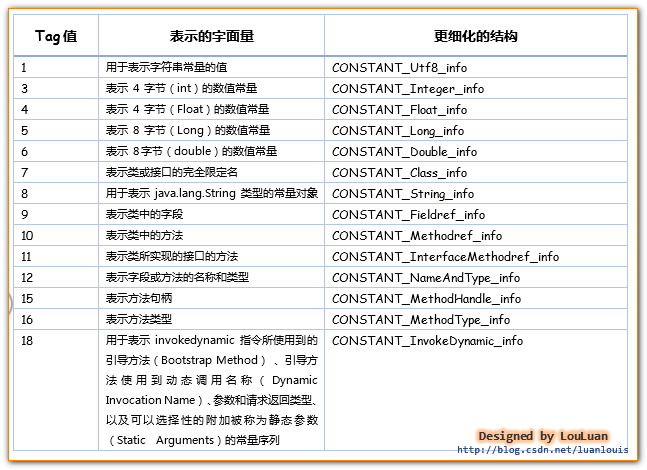 Tag 值 表示的字面量 更细化的结构
1 用于表示字符串常量的值 CONSTANT_Utf8_info
3 表示 4 字节（int）的数值常量 CONSTANT_Integer_info
4 表示 4 字节（Float）的数值常量 CONSTANT_Float_info
5 表示 8 字节（Long）的数值常量 CONSTANT_Long_info
6 表示 8字节（double）的数值常量 CONSTANT_Double_info
7 表示类或接口的完全限定名 CONSTANT_Class_info
8 用于表示 java.lang.String 类型的常量对象 CONSTANT_String_info
9 表示类中的字段 CONSTANT_Fieldref_info
10 表示类中的方法 CONSTANT_Methodref_info
11 表示类所实现的接口的方法 CONSTANT_InterfaceMethodref_info
12 表示字段或方法的名称和类型 CONSTANT_NameAndType_info
15 表示方法句柄 CONSTANT_MethodHandle_info
16 表示方法类型 CONSTANT_MethodType_info
18 用于表示 invokedynamic 指令所使用到的 CONSTANT_InvokeDynamic_info
引导方法（Bootstrap Method）、引导方
法使用到动态调用名称（ Dynamic
Invocation Name）、参数和请求返回类型、
以及可以选择性的附加被称为静态参数
（Static Arguments）的常量序列
Designed by LouLuan
http://blog.csdn.net/luanlouis